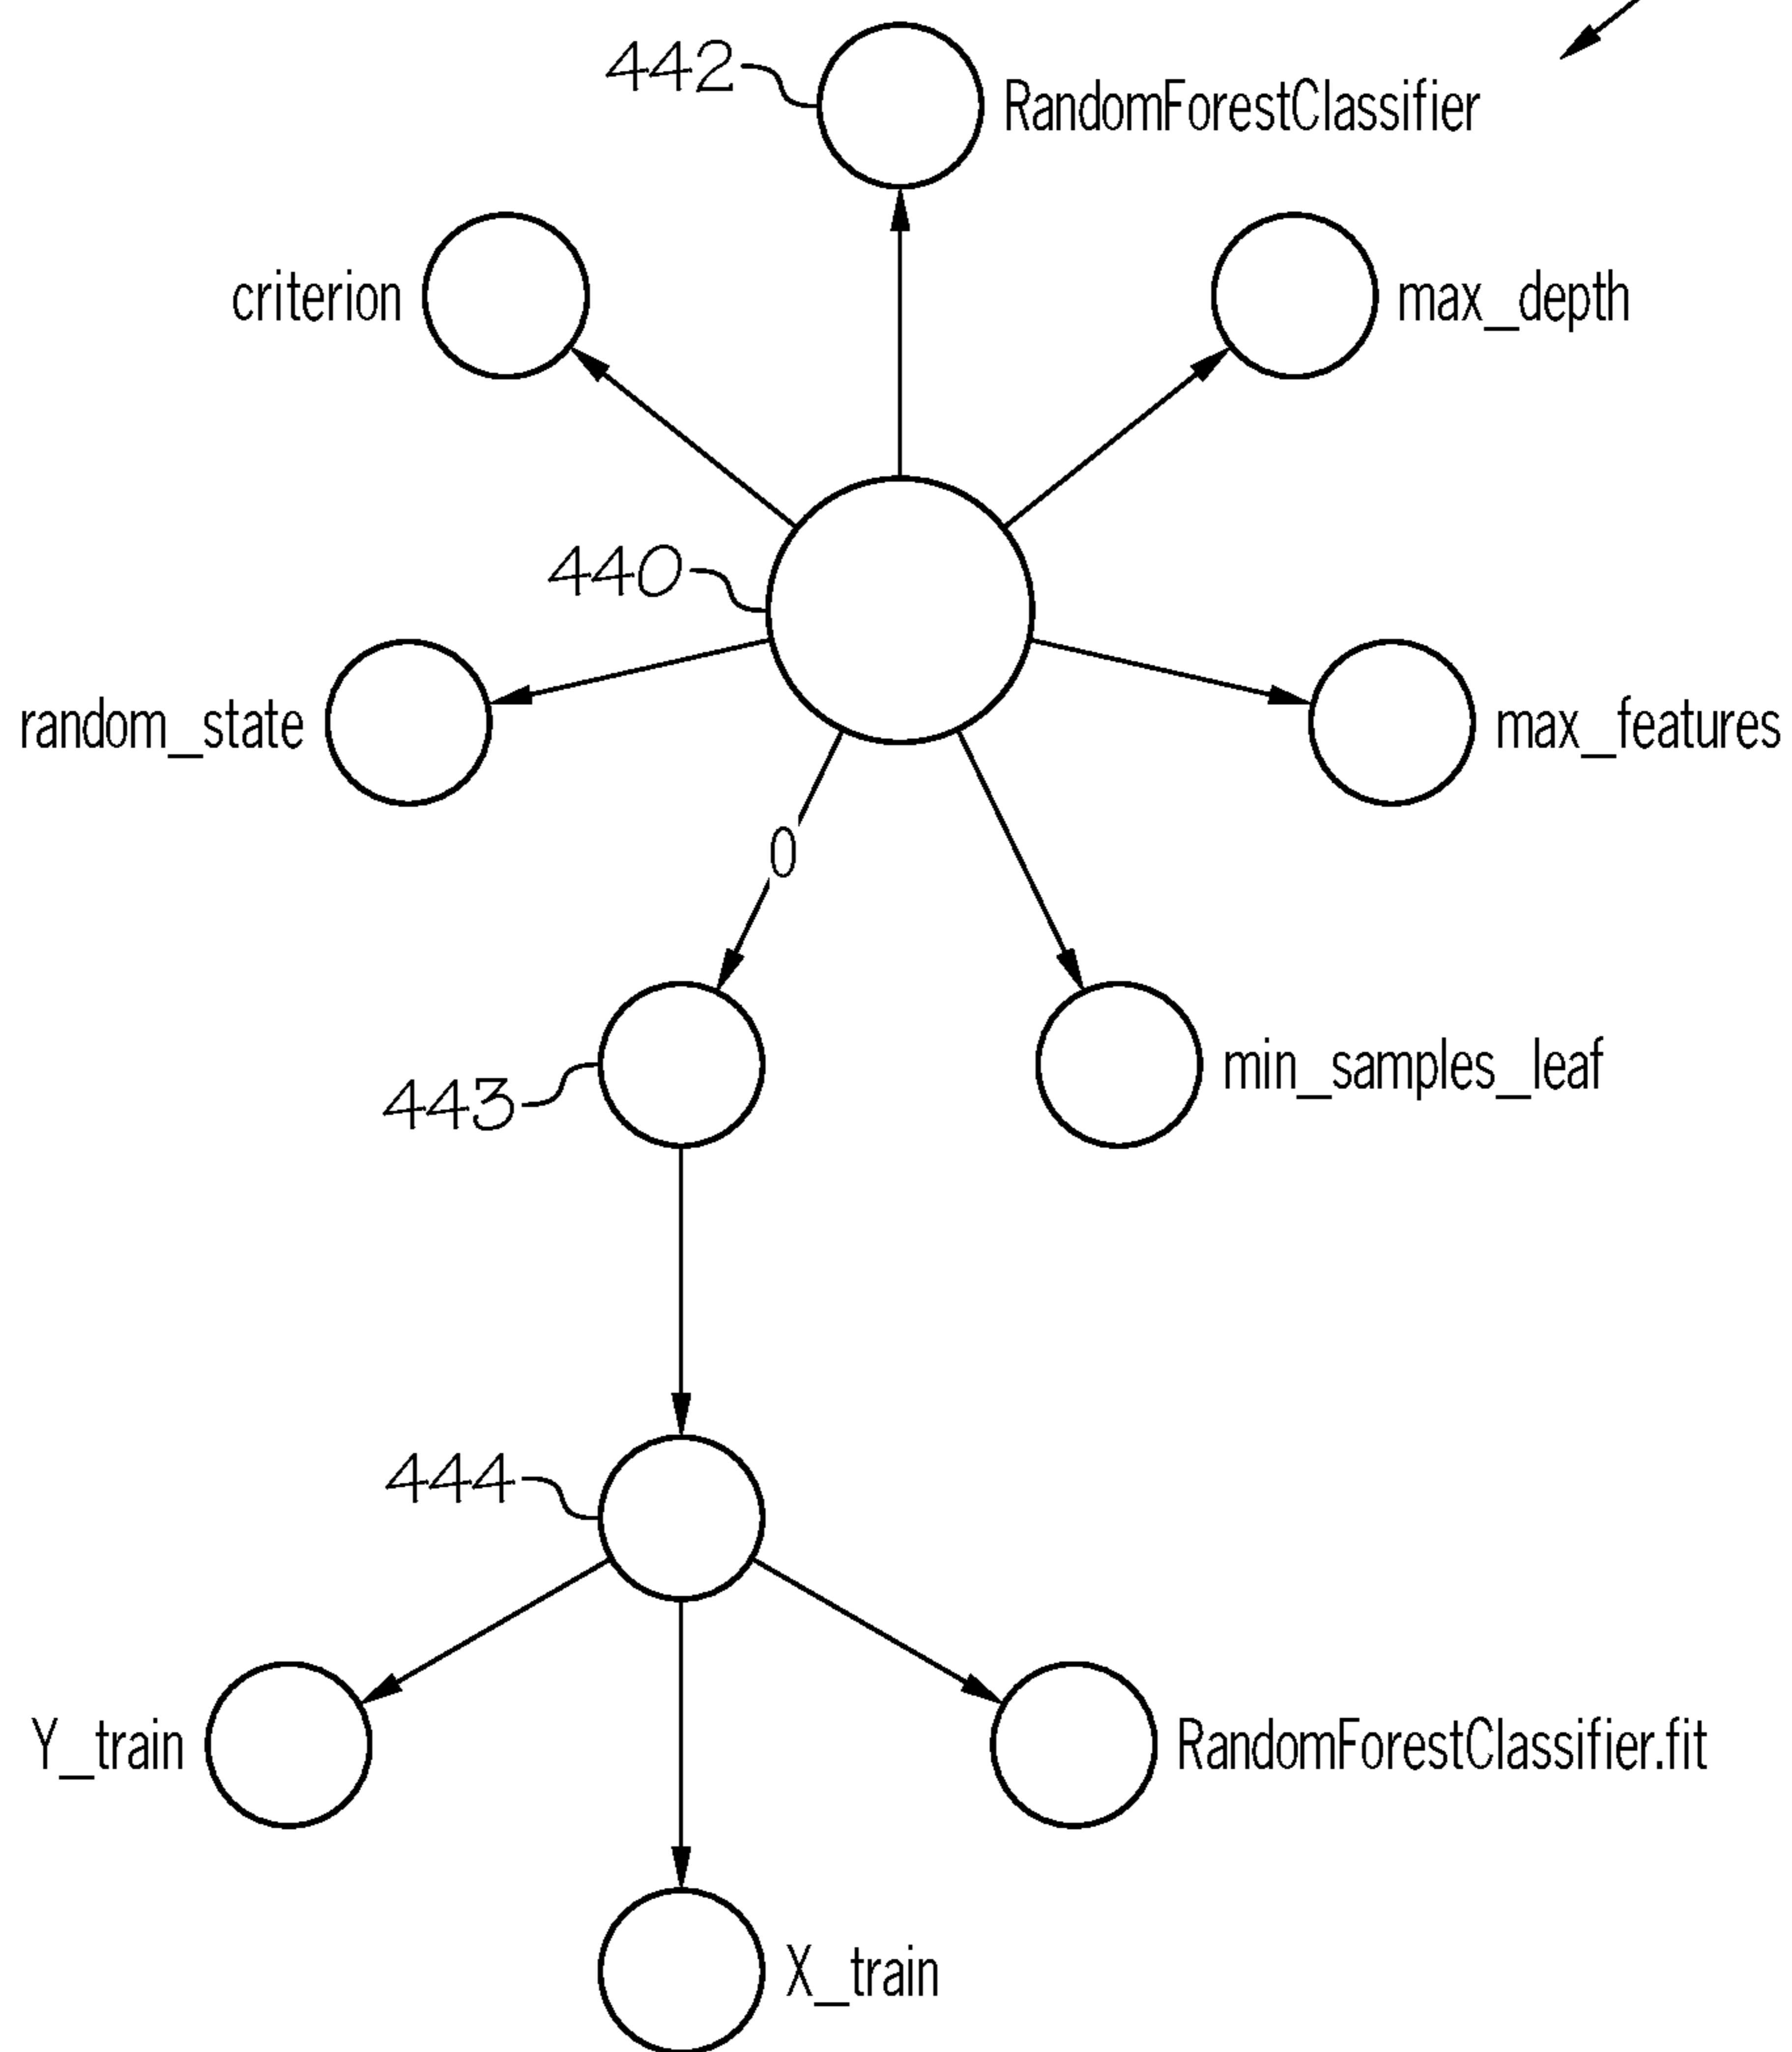 442
RandomForestClassifier
criterion
max_depth
440
random_state
max_features
0
443
min_samples_leaf
444
Y_train
RandomForestClassifier.fit
X_train